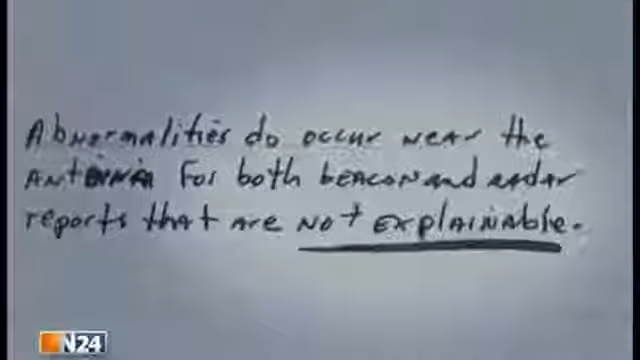 Abnormalities do occur near the
Antenna for both beacon and radar
reports that are not explainable.
N24